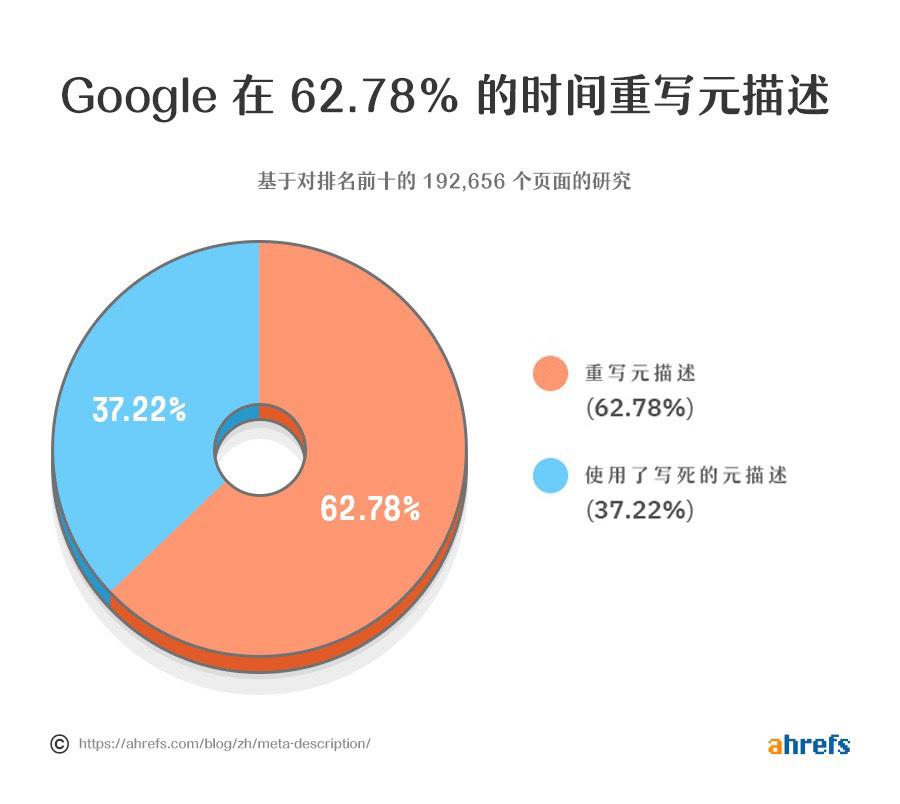 Google 在 62.78% 的时间重写元描述
基于对排名前十的 192,656 个页面的研究
37.22%
62.78%
重写元描述
(62.78%)
使用了写死的元描述
(37.22%)
© https://ahrefs.com/blog/zh/meta-description/
ahrefs